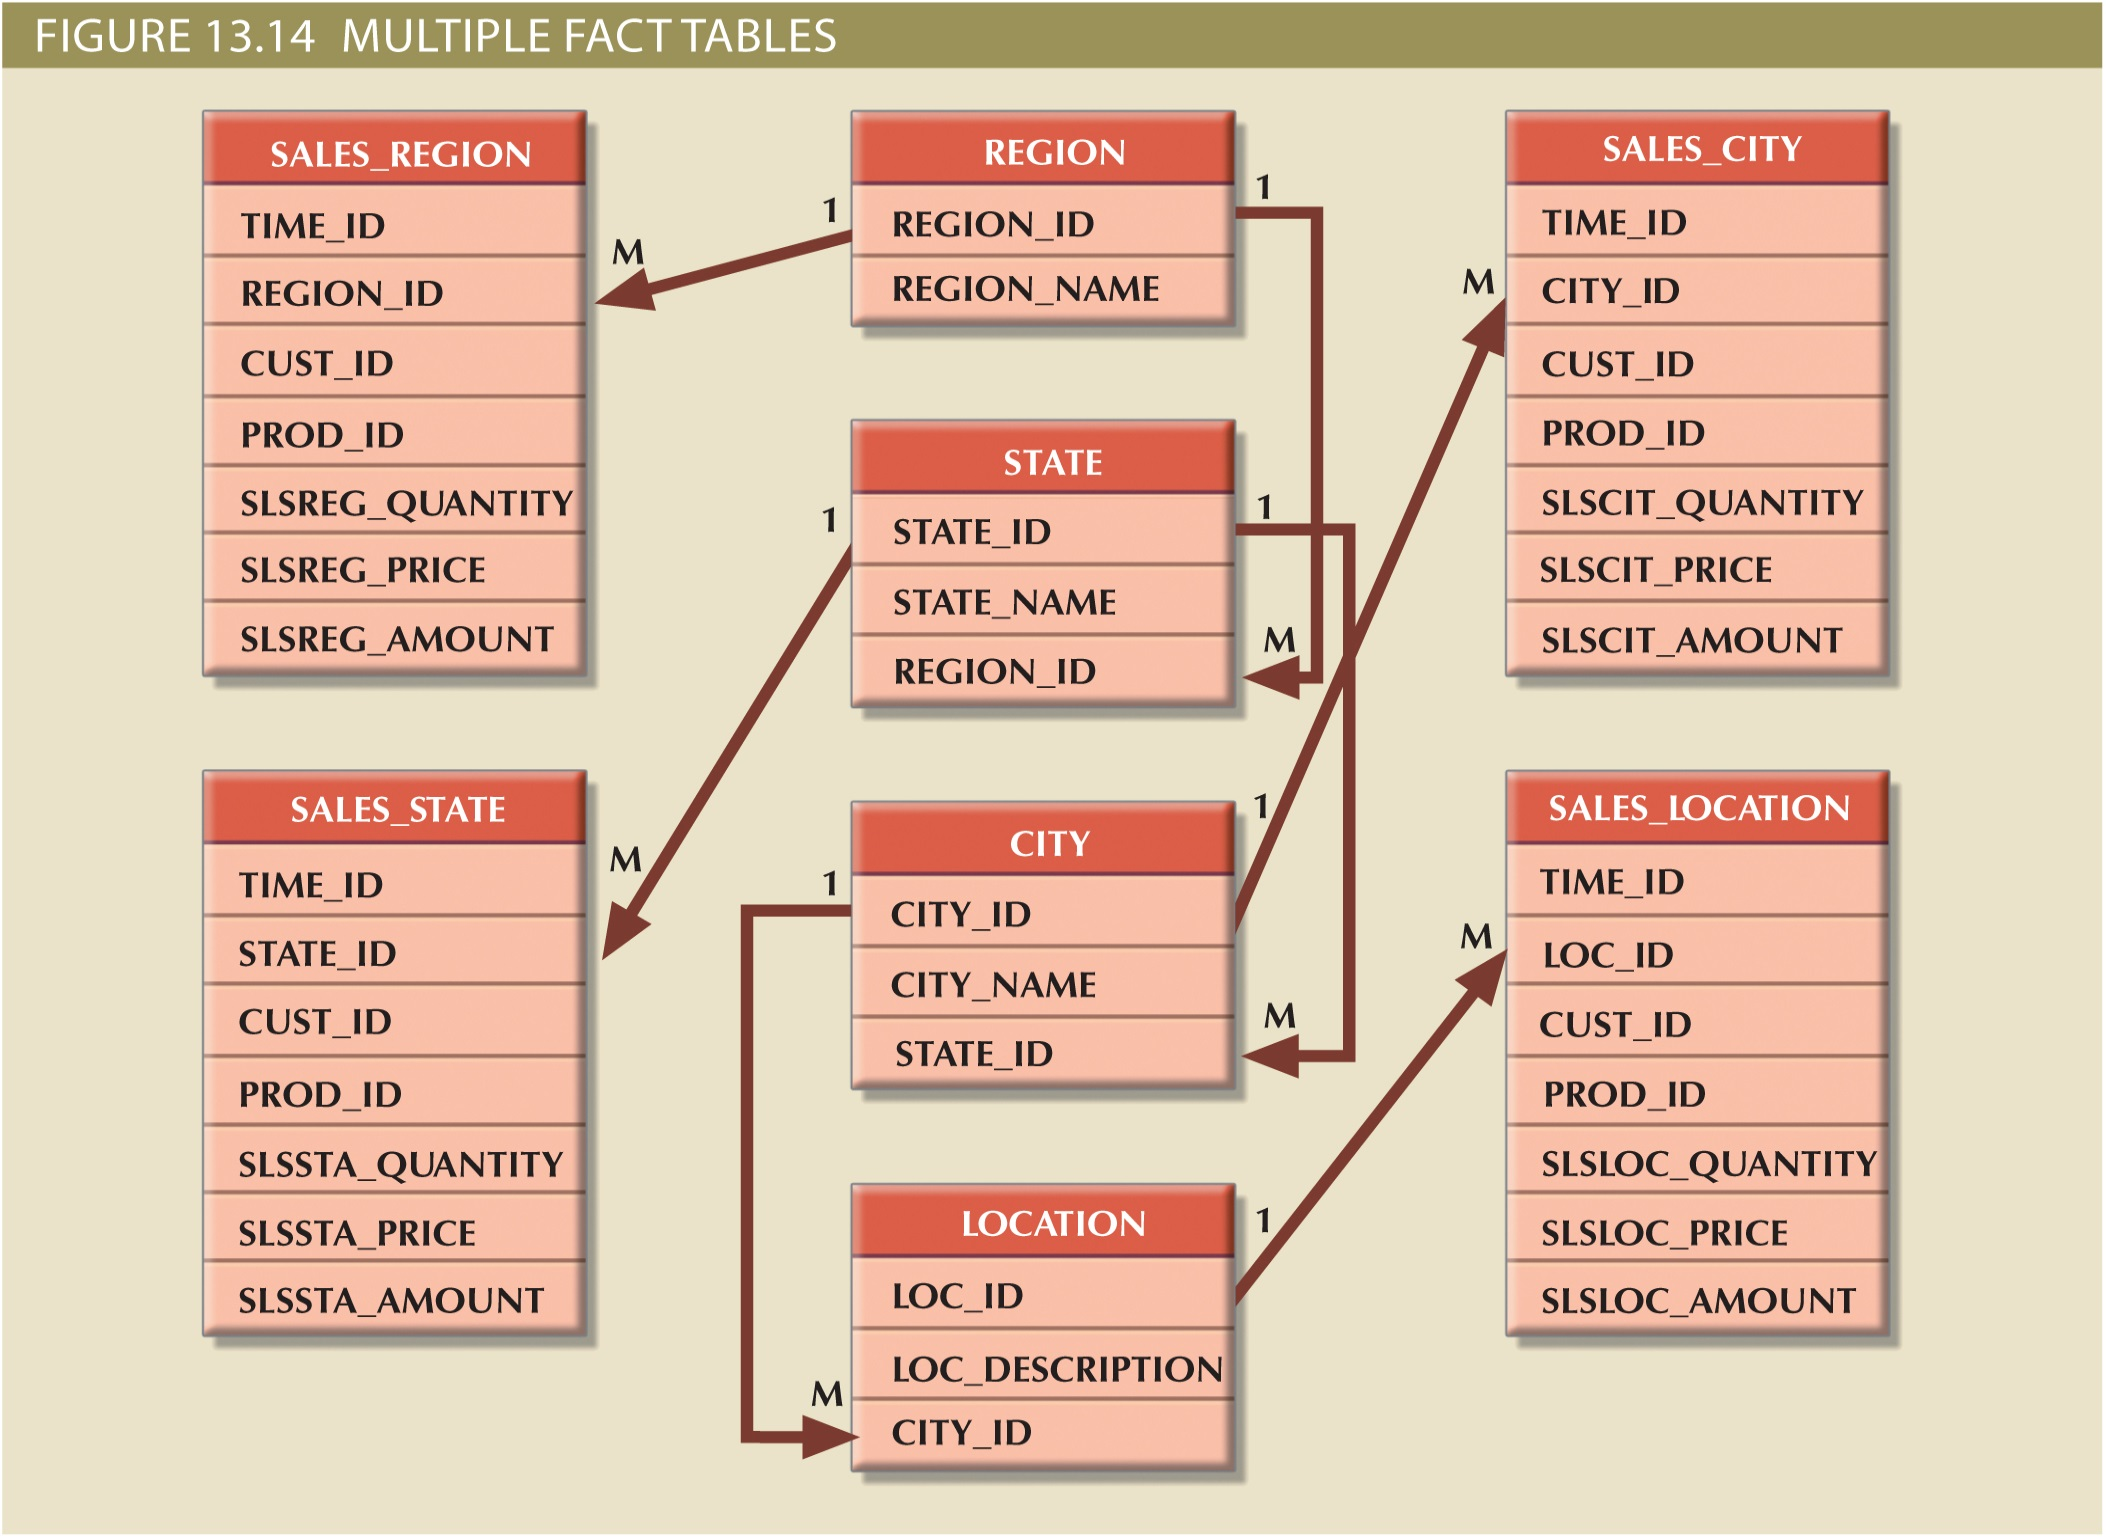 FIGURE 13.14 MULTIPLE FACT TABLES
SALES_REGION
TIME_ID
REGION_ID
CUST_ID
PROD_ID
SLSREG_QUANTITY
SLSREG_PRICE
SLSREG_AMOUNT
M
1
REGION
REGION_ID
REGION_NAME
1
M
SALES_CITY
TIME_ID
CITY_ID
CUST_ID
PROD_ID
SLSCIT_QUANTITY
SLSCIT_PRICE
SLSCIT_AMOUNT
M
1
STATE
STATE_ID
STATE_NAME
REGION_ID
1
M
SALES_STATE
TIME_ID
STATE_ID
CUST_ID
PROD_ID
SLSSTA_QUANTITY
SLSSTA_PRICE
SLSSTA_AMOUNT
M
1
CITY
CITY_ID
CITY_NAME
STATE_ID
1
M
SALES_LOCATION
TIME_ID
LOC_ID
CUST_ID
PROD_ID
SLSLOC_QUANTITY
SLSLOC_PRICE
SLSLOC_AMOUNT
M
1
LOCATION
LOC_ID
LOC_DESCRIPTION
CITY_ID
1
M